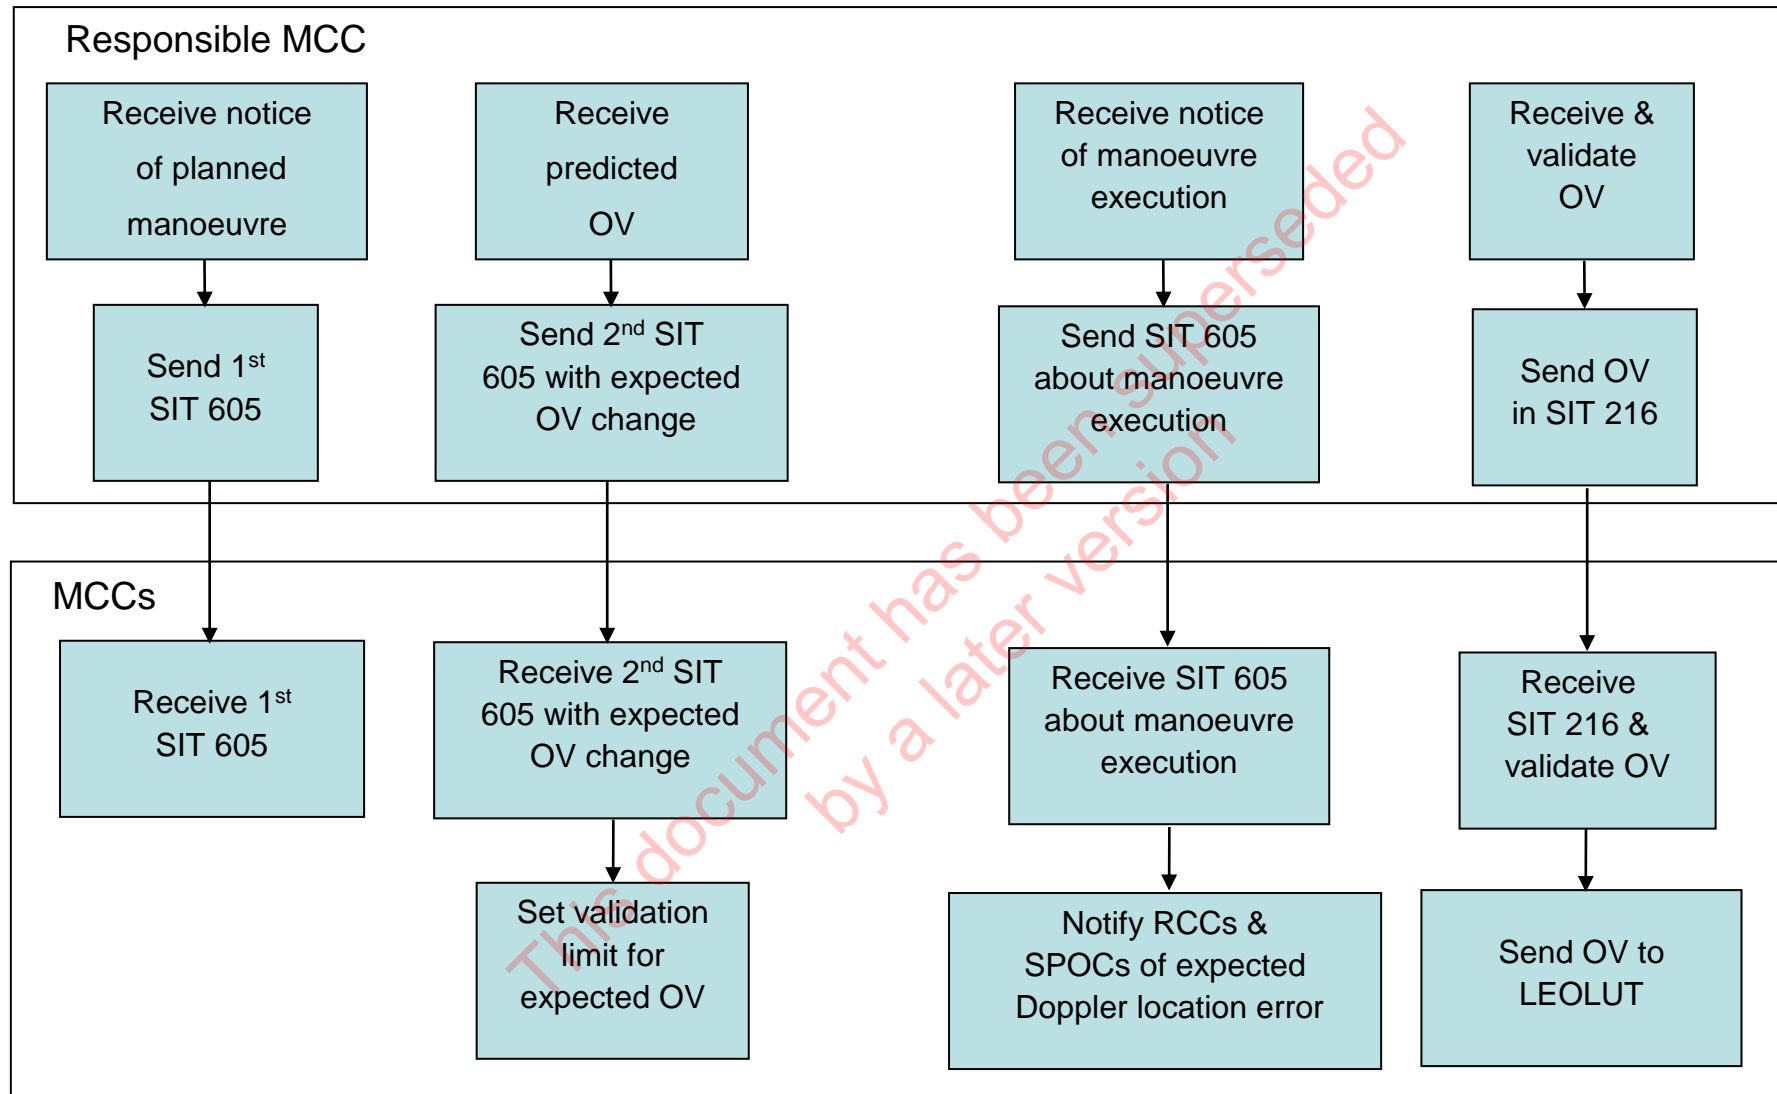 Responsible MCC
Receive notice
of planned
manoeuvre
Receive
predicted
OV
Receive notice
of manoeuvre
execution
Receive &
validate
OV
Send 1st
SIT 605
Send 2nd SIT
605 with expected
OV change
Send SIT 605
about manoeuvre
execution
Send OV
in SIT 216
MCCs
Receive 1st
SIT 605
Receive 2nd SIT
605 with expected
OV change
Receive SIT 605
about manoeuvre
execution
Receive
SIT 216 &
validate OV
Set validation
limit for
expected OV
Notify RCCs &
SPOCs of expected
Doppler location error
Send OV to
LEOLUT
This document has been superseded
by a later version